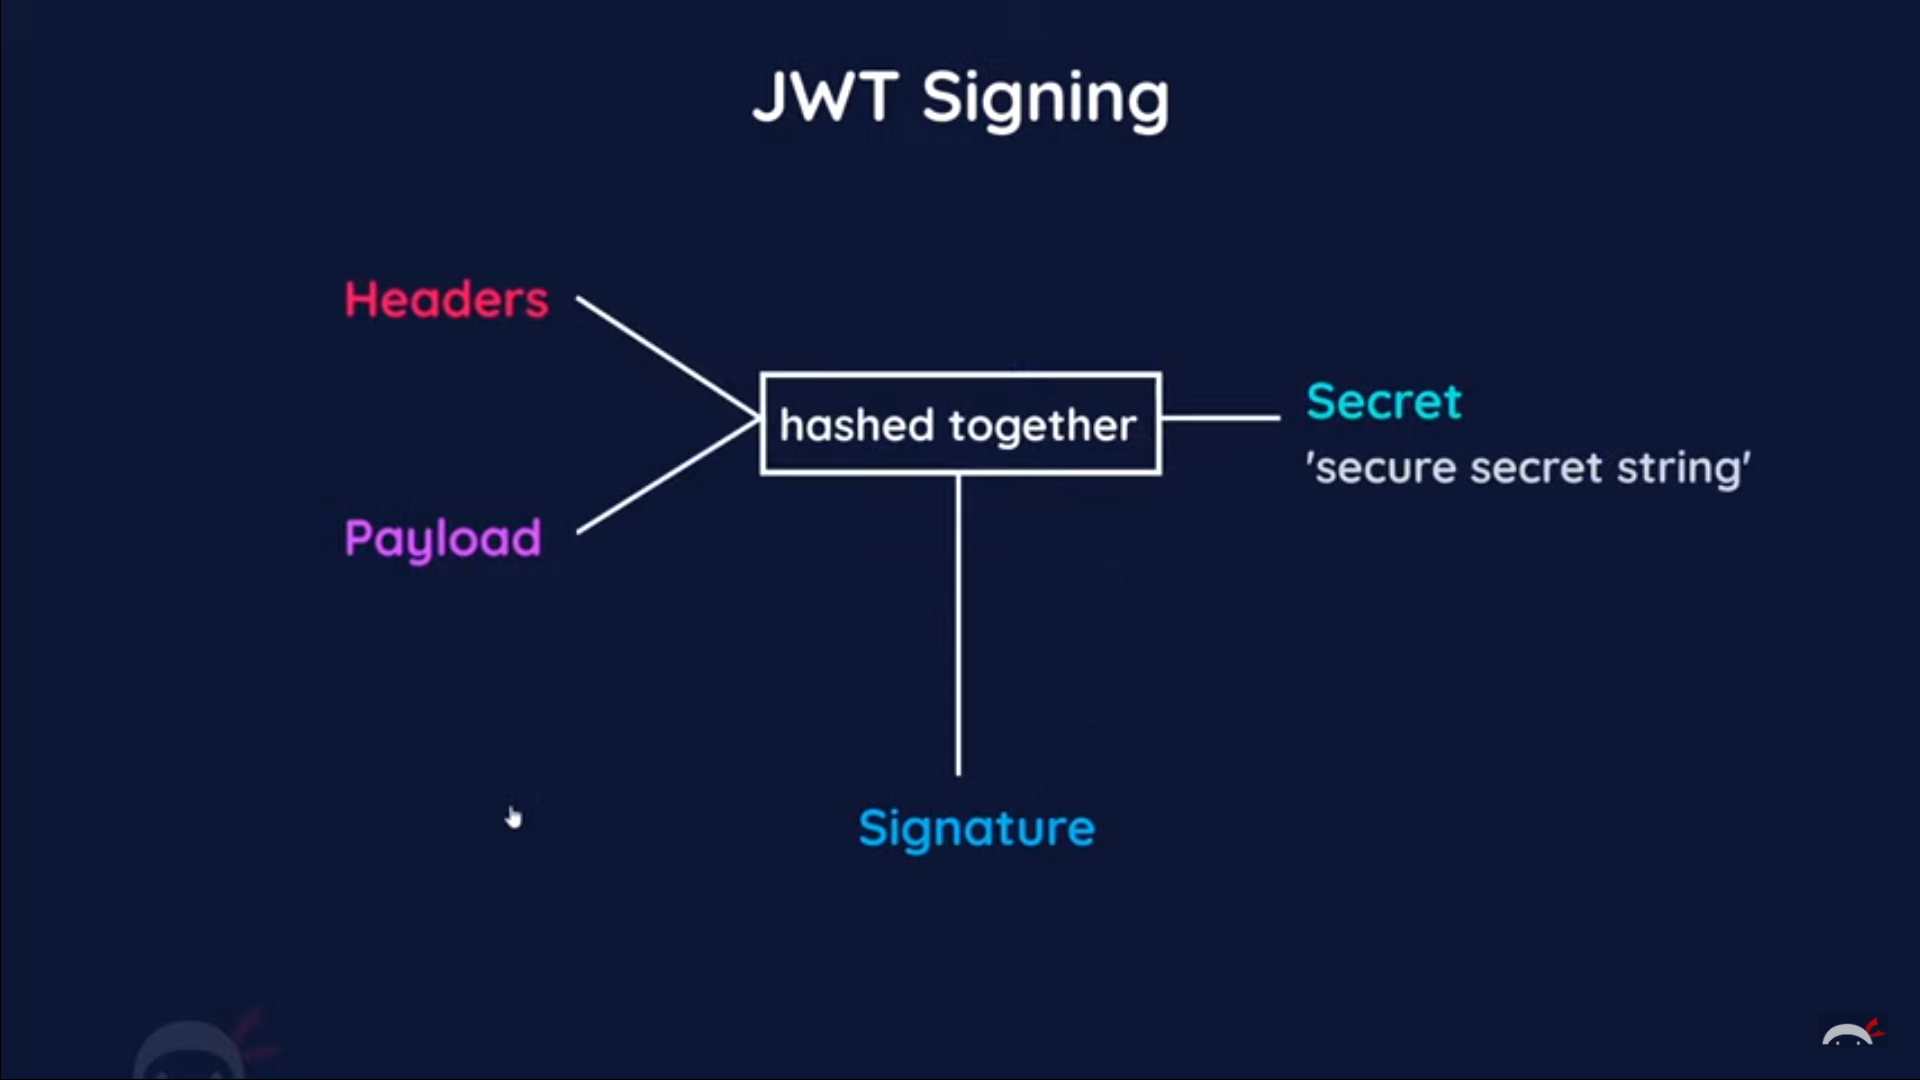 JWT Signing
Headers
hashed together
Secret
'secure secret string'
Payload
Signature